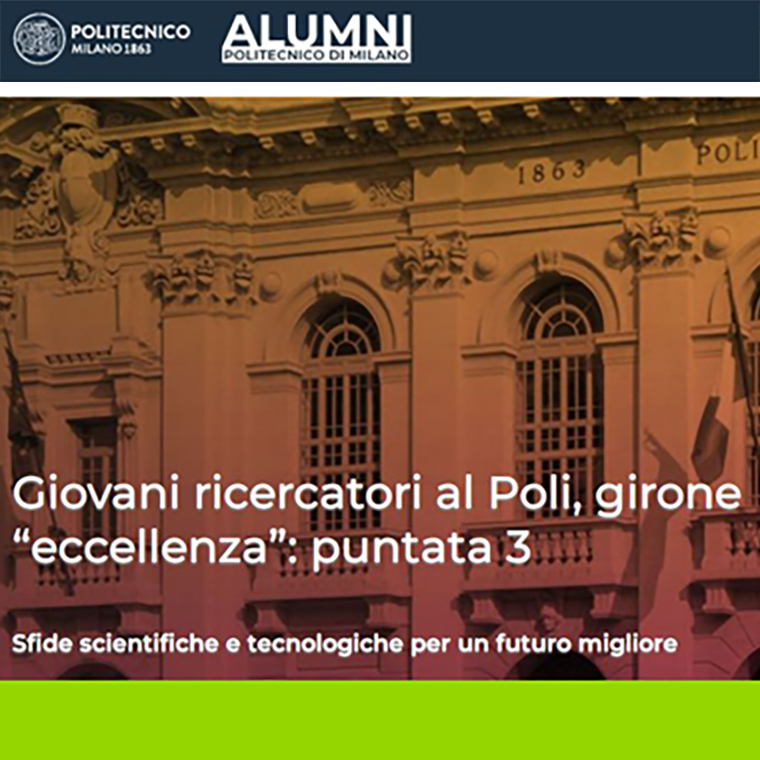 POLITECNICO
MILANO 1863
ALUMNI
POLITECNICO DI MILANO
1863
POLI
Giovani ricercatori al Poli, girone
“eccellenza”: puntata 3
Sfide scientifiche e tecnologiche per un futuro migliore